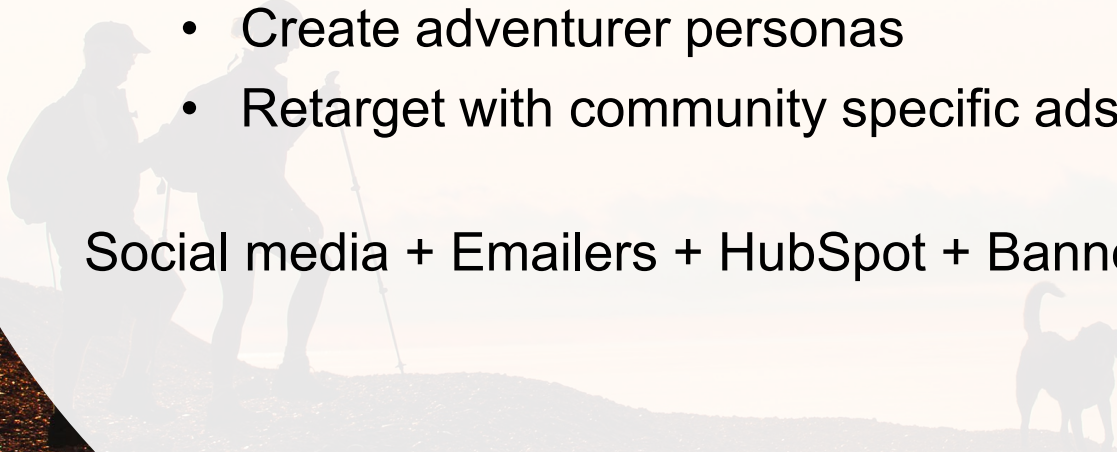 • Create adventurer personas
• Retarget with community specific ads
Social media + Emailers + HubSpot +